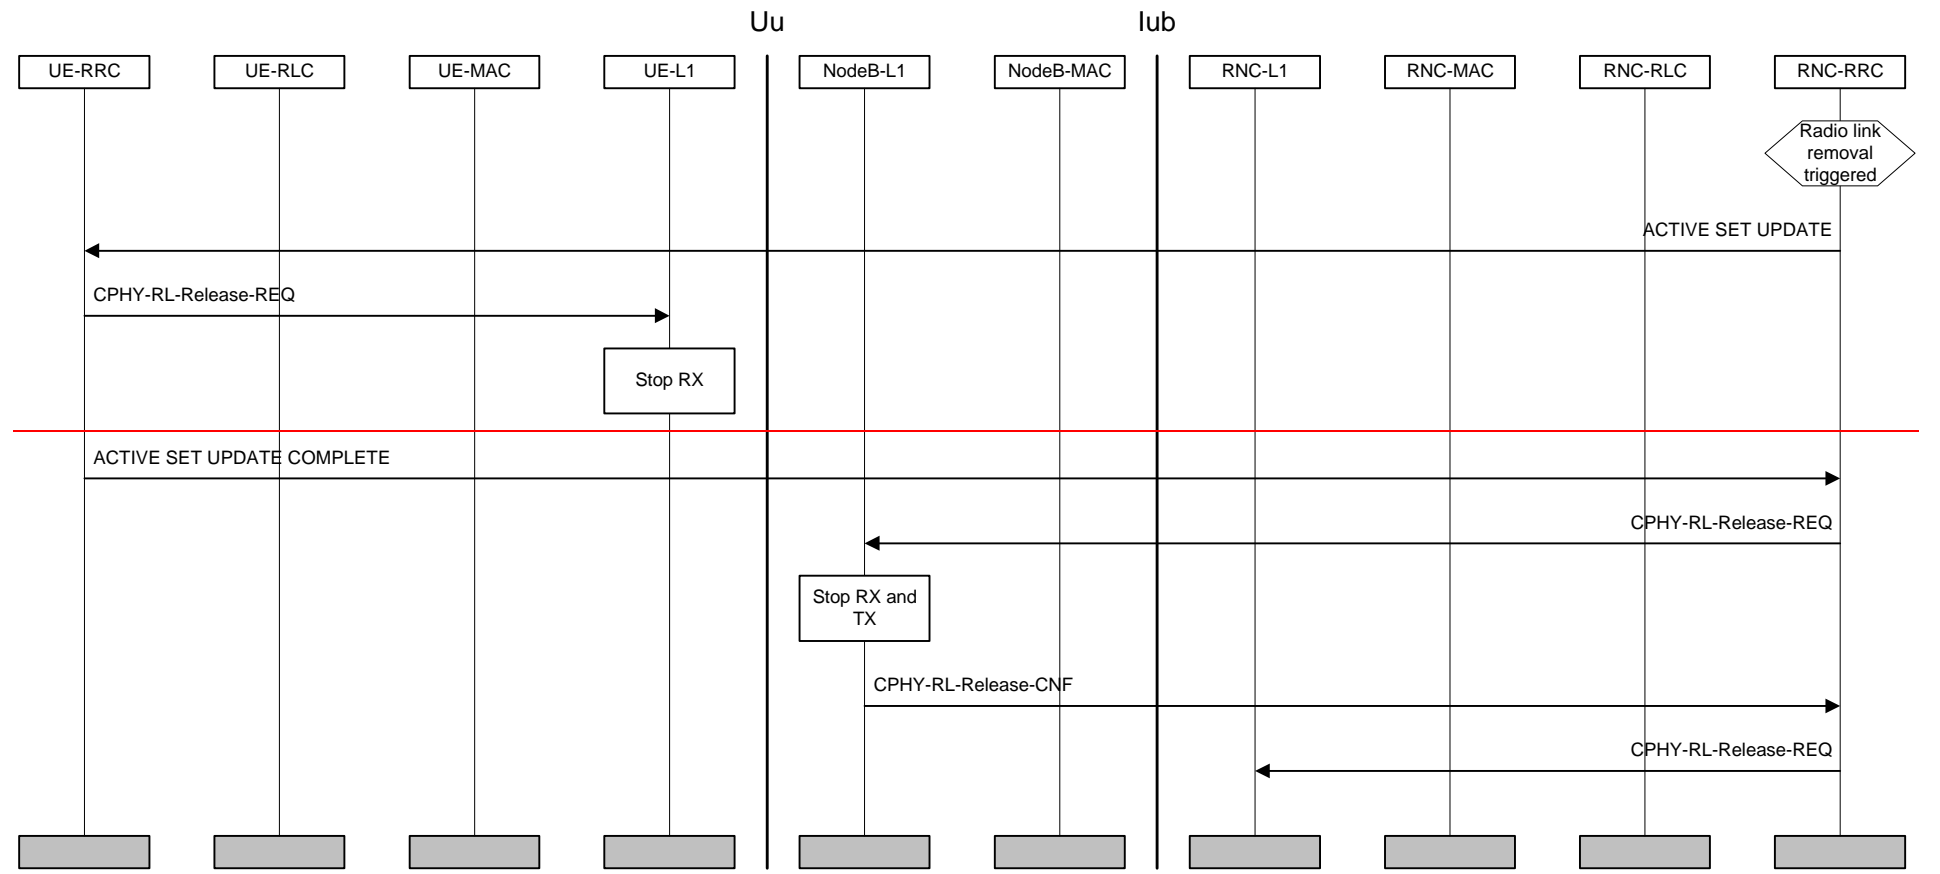 Uu
Iub
UE-RRC
UE-RLC
UE-MAC
UE-L1
NodeB-L1
NodeB-MAC
RNC-L1
RNC-MAC
RNC-RLC
RNC-RRC
Radio link
removal
triggered
ACTIVE SET UPDATE
CPHY-RL-Release-REQ
Stop RX
ACTIVE SET UPDATE COMPLETE
CPHY-RL-Release-REQ
Stop RX and
TX
CPHY-RL-Release-CNF
CPHY-RL-Release-REQ